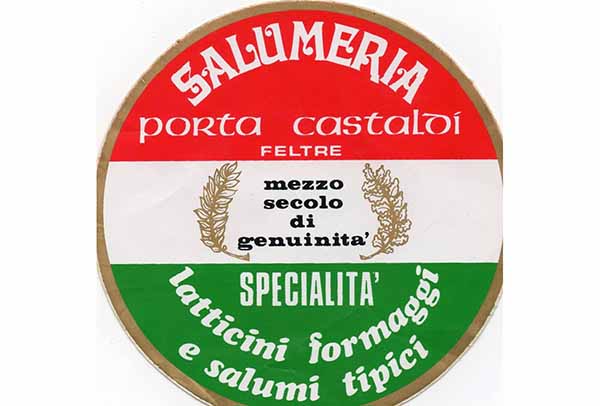 SALUMERIA
porta castaldi
FELTRE
mezzo
secolo
di
genuinita'
SPECIALITA'
latticini formaggi
e salumi tipici